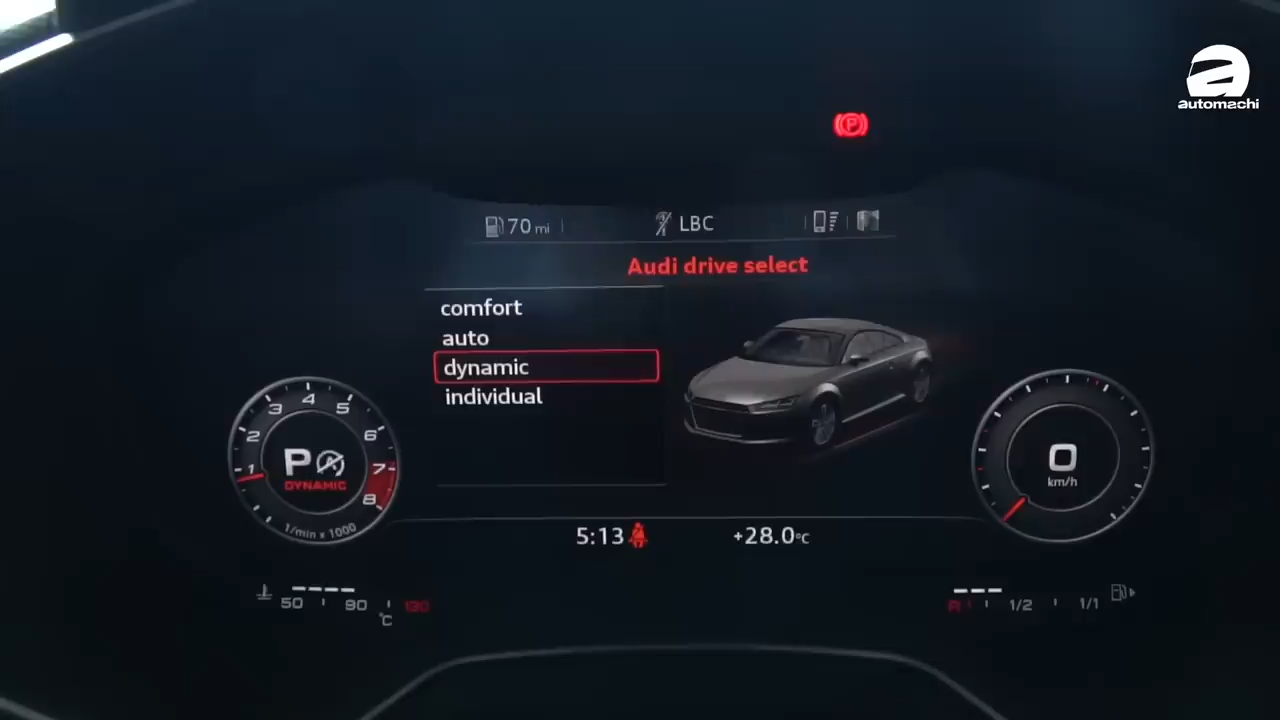 automachi
P
70 mi
LBC
Audi drive select
comfort
auto
dynamic
individual
1 2 3 4 5 6 7 8
P A
DYNAMIC
1/min x 1000
0
km/h
5:13
+28.0°C
50 90 130
°C
R 1/2 1/1